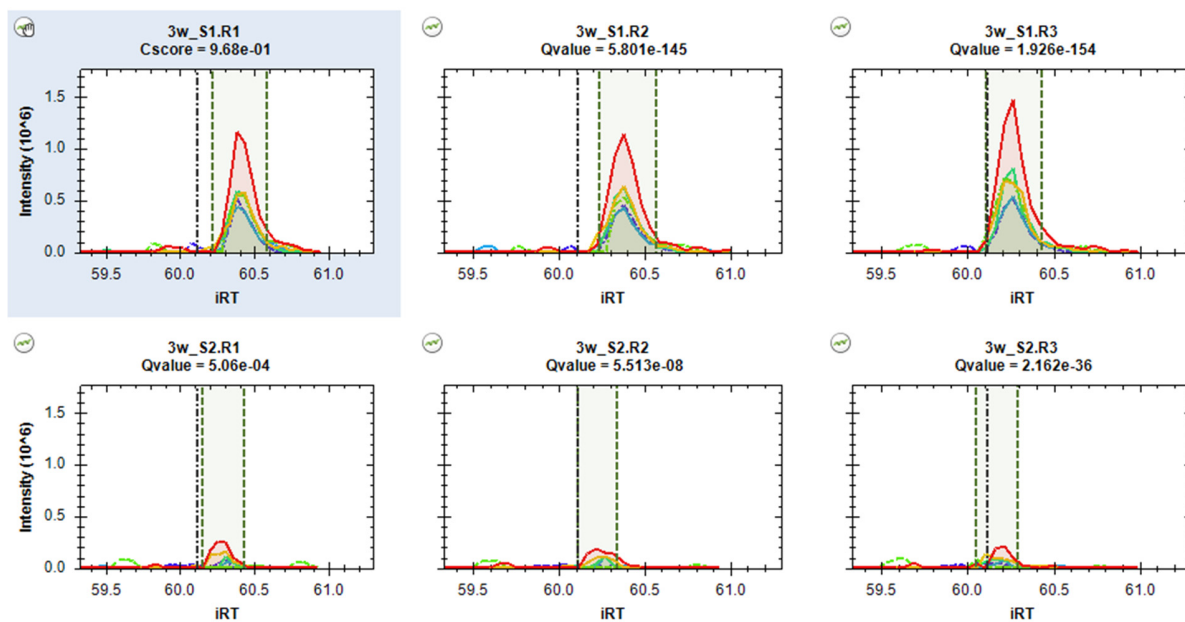 3w_S1.R1
Cscore = 9.68e-01
3w_S1.R2
Qvalue = 5.801e-145
3w_S1.R3
Qvalue = 1.926e-154
Intensity (10^6)
1.5
1.0
0.5
0.0
59.5 60.0 60.5 61.0
59.5 60.0 60.5 61.0
59.5 60.0 60.5 61.0
iRT
iRT
iRT
3w_S2.R1
Qvalue = 5.06e-04
3w_S2.R2
Qvalue = 5.513e-08
3w_S2.R3
Qvalue = 2.162e-36
Intensity (10^6)
1.5
1.0
0.5
0.0
59.5 60.0 60.5 61.0
59.5 60.0 60.5 61.0
59.5 60.0 60.5 61.0
iRT
iRT
iRT